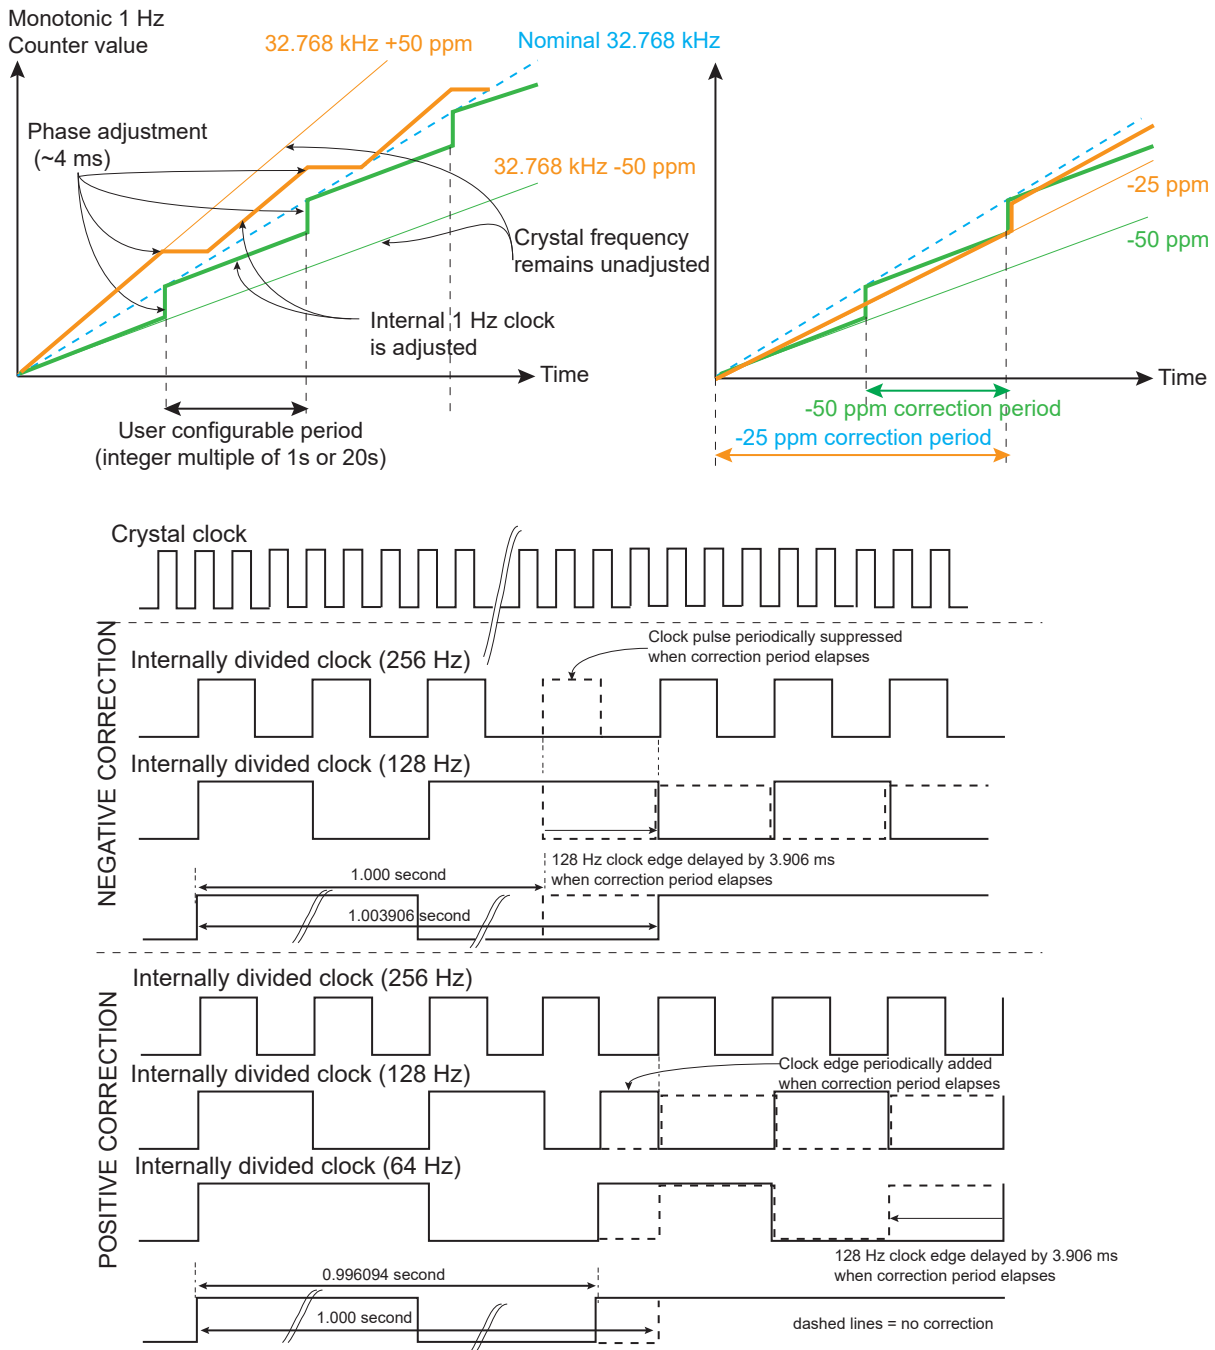 Monotonic 1 Hz
Counter value
32.768 kHz +50 ppm
Nominal 32.768 kHz
Phase adjustment
(~4 ms)
32.768 kHz -50 ppm
Crystal frequency
remains unadjusted
Internal 1 Hz clock
is adjusted
Time
User configurable period
(integer multiple of 1s or 20s)
-25 ppm
-50 ppm
Time
-50 ppm correction period
-25 ppm correction period
Crystal clock
NEGATIVE CORRECTION
Internally divided clock (256 Hz)
Clock pulse periodically suppressed
when correction period elapses
Internally divided clock (128 Hz)
128 Hz clock edge delayed by 3.906 ms
when correction period elapses
1.000 second
1.003906 second
POSITIVE CORRECTION
Internally divided clock (256 Hz)
Internally divided clock (128 Hz)
Clock edge periodically added
when correction period elapses
Internally divided clock (64 Hz)
128 Hz clock edge delayed by 3.906 ms
when correction period elapses
0.996094 second
1.000 second
dashed lines = no correction